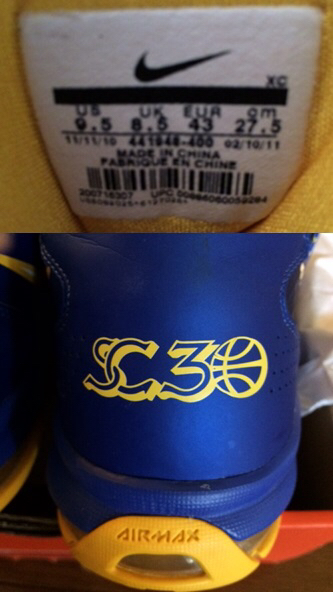 XC
US UK EUR cm
9.5 8.5 43 27.5
11/11/10 441946-400 02/10/11
MADE IN CHINA
FABRIQUE EN CHINE
SC30
AIR-MAX